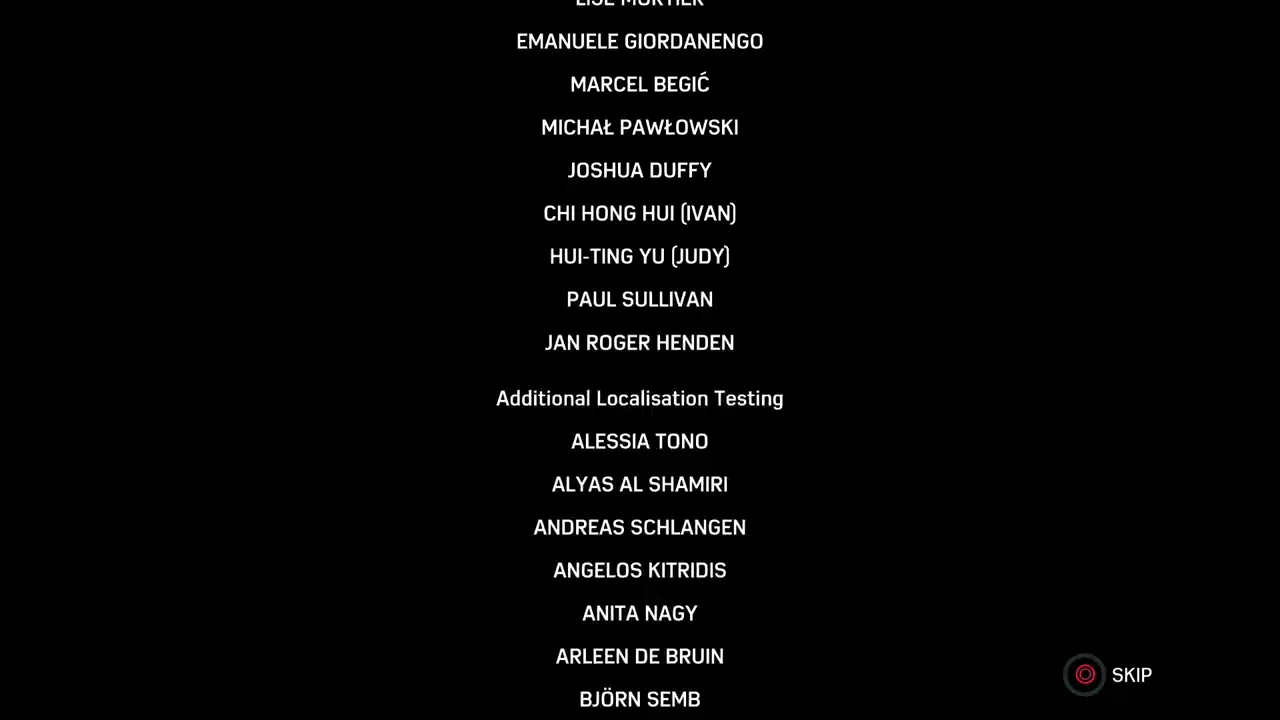 EMANUELE GIORDANENGO
MARCEL BEGIĆ
MICHAŁ PAWŁOWSKI
JOSHUA DUFFY
CHI HONG HUI (IVAN)
HUI-TING YU (JUDY)
PAUL SULLIVAN
JAN ROGER HENDEN
Additional Localisation Testing
ALESSIA TONO
ALYAS AL SHAMIRI
ANDREAS SCHLANGEN
ANGELOS KITRIDIS
ANITA NAGY
ARLEEN DE BRUIN
SKIP
BJÖRN SEMB